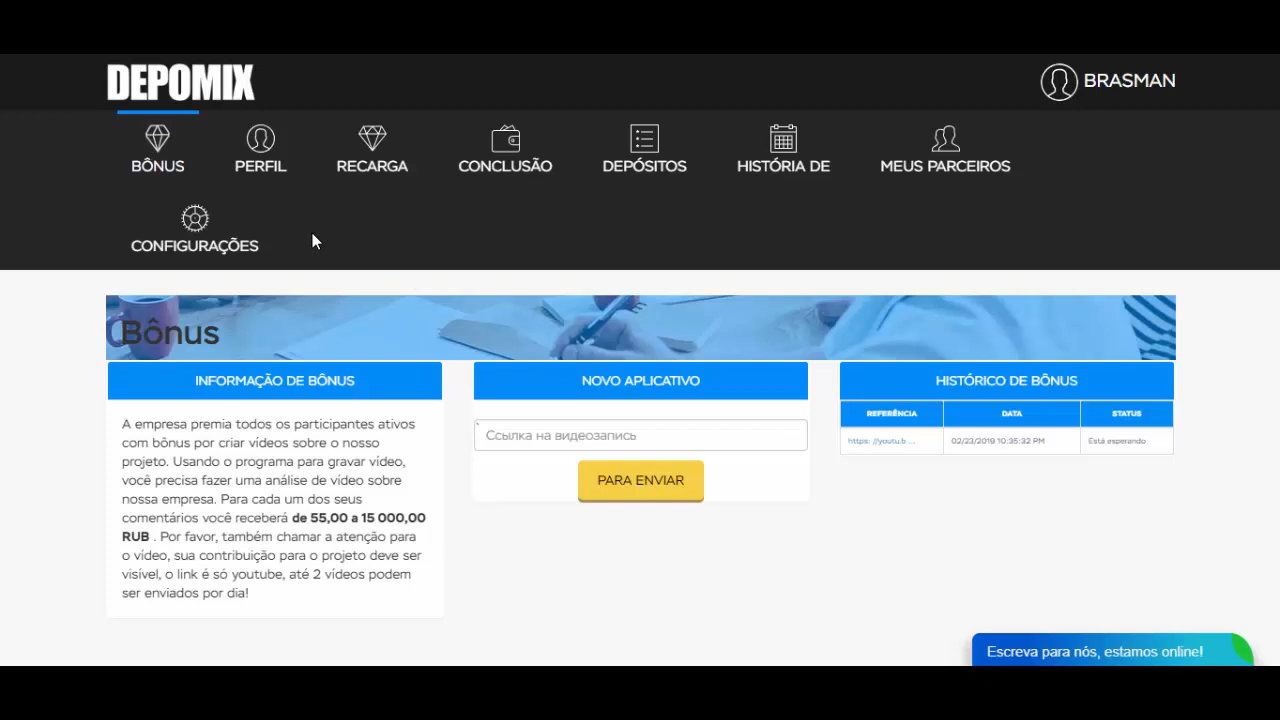 DEPOMIX
BRASMAN
BÔNUS
PERFIL
RECARGA
CONCLUSÃO
DEPÓSITOS
HISTÓRIA DE
MEUS PARCEIROS
CONFIGURAÇÕES
Bônus
INFORMAÇÃO DE BÔNUS
A empresa premia todos os participantes ativos
com bônus por criar vídeos sobre o nosso
projeto. Usando o programa para gravar vídeo,
você precisa fazer uma análise de vídeo sobre
nossa empresa. Para cada um dos seus
comentários você receberá de 55,00 a 15 000,00
RUB . Por favor, também chamar a atenção para
o vídeo, sua contribuição para o projeto deve ser
visível, o link é só youtube, até 2 vídeos podem
ser enviados por dia!
NOVO APLICATIVO
Ссылка на видеозапись
PARA ENVIAR
HISTÓRICO DE BÔNUS
REFERÊNCIA DATA STATUS
https: //youtu.b ... 02/23/2019 10:35:32 PM Está esperando
Escreva para nós, estamos online!